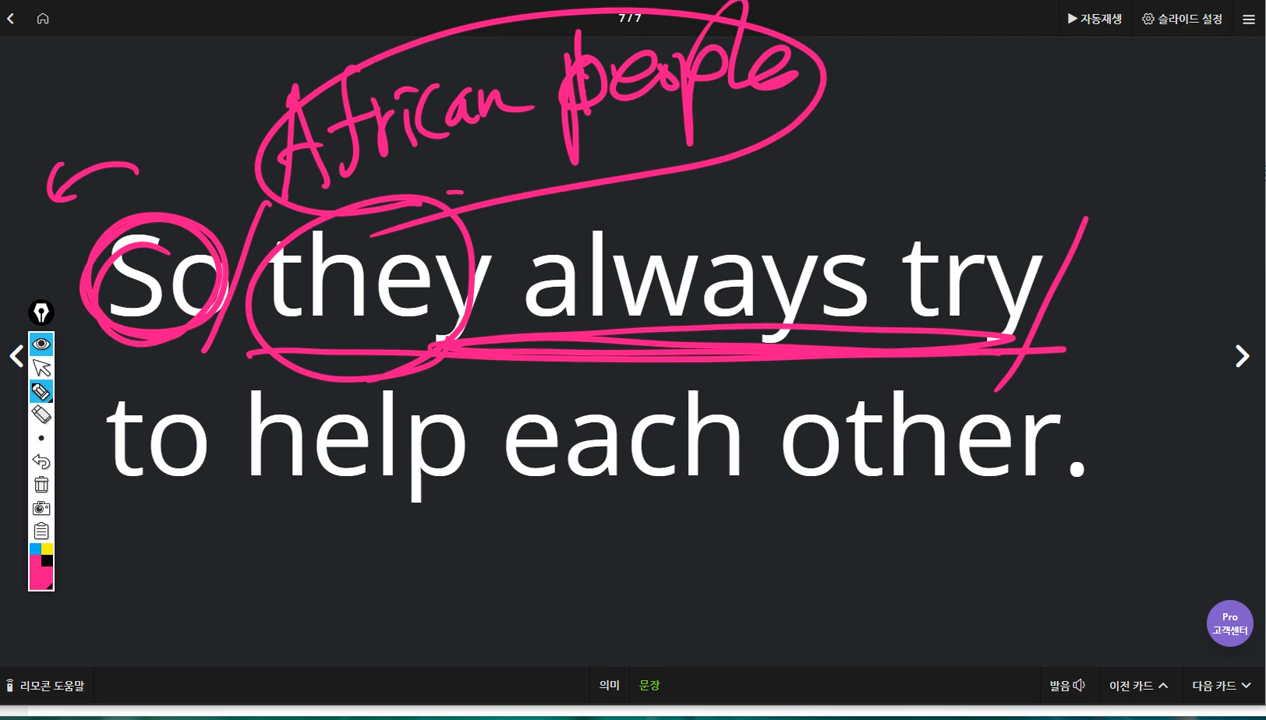 7 / 7
▶ 자동재생
슬라이드 설정
African people
So they always try
to help each other.
Pro
고객센터
리모콘 도움말
의미
문장
발음
이전 카드
다음 카드